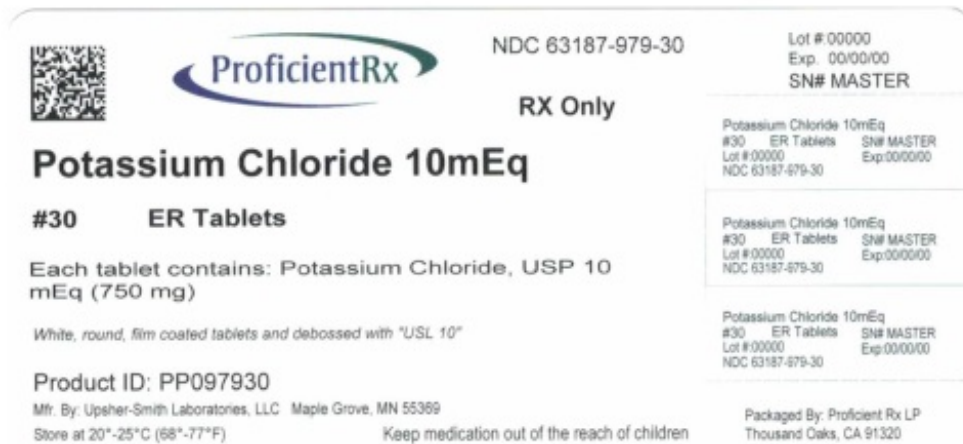 ProficientRx
NDC 63187-979-30
RX Only
Lot #:00000
Exp. 00/00/00
SN# MASTER
Potassium Chloride 10mEq
#30 ER Tablets
Each tablet contains: Potassium Chloride, USP 10
mEq (750 mg)
White, round, film coated tablets and debossed with "USL 10"
Product ID: PP097930
Mfr. By: Upsher-Smith Laboratories, LLC Maple Grove, MN 55369
Store at 20°-25°C (68°-77°F) Keep medication out of the reach of children
Potassium Chloride 10mEq
#30 ER Tablets SN# MASTER
Lot #:00000 Exp:00/00/00
NDC 63187-979-30
Potassium Chloride 10mEq
#30 ER Tablets SN# MASTER
Lot #:00000 Exp:00/00/00
NDC 63187-979-30
Potassium Chloride 10mEq
#30 ER Tablets SN# MASTER
Lot #:00000 Exp:00/00/00
NDC 63187-979-30
Packaged By: Proficient Rx LP
Thousand Oaks, CA 91320